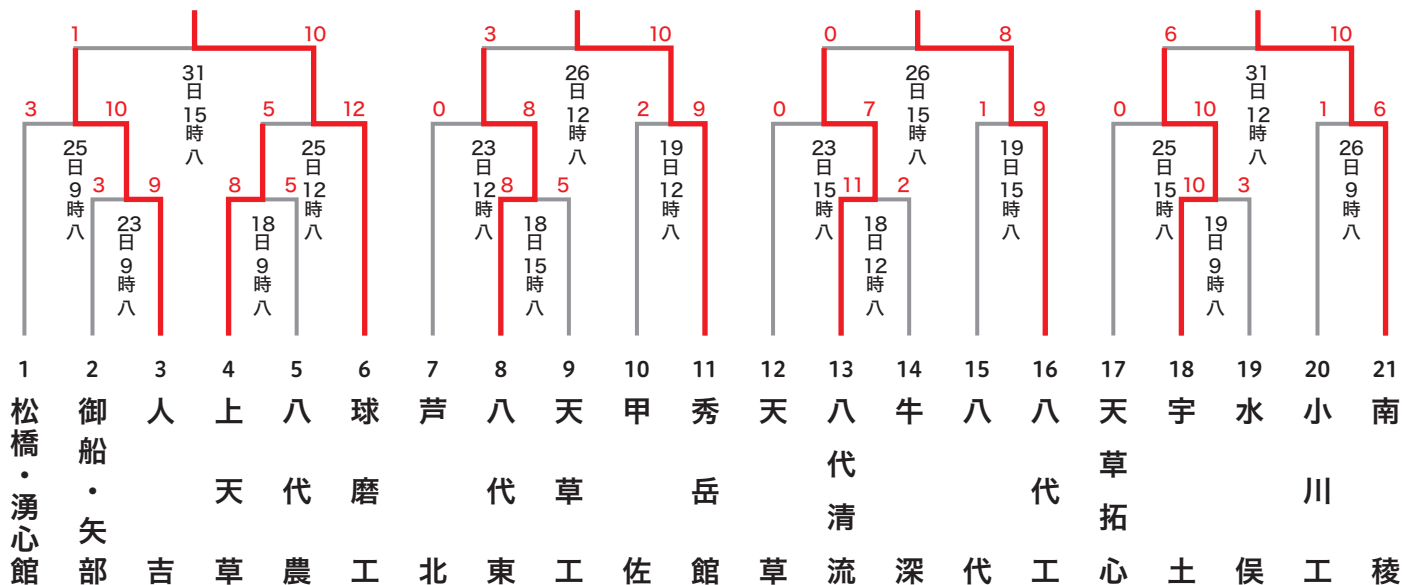 1 10 3 10 0 8 6 10
31日15時八 26日12時八 26日15時八 31日12時八
3 10 5 12 0 8 2 9 0 7 1 9 0 10 1 6
25日9時八 25日12時八 23日12時八 19日12時八 23日15時八 19日15時八 25日15時八 26日9時八
3 9 8 5 8 5 11 2 10 3
23日9時八 18日9時八 18日15時八 18日12時八 19日9時八
1 2 3 4 5 6 7 8 9 10 11 12 13 14 15 16 17 18 19 20 21
松橋・湧心館
御船・矢部
人吉
上天草
八代農
球磨工
芦北
八代東
天草工
甲佐
秀岳館
天草
八代清流
牛深
八代
八代工
天草拓心
宇土
水俣
小川工
南稜